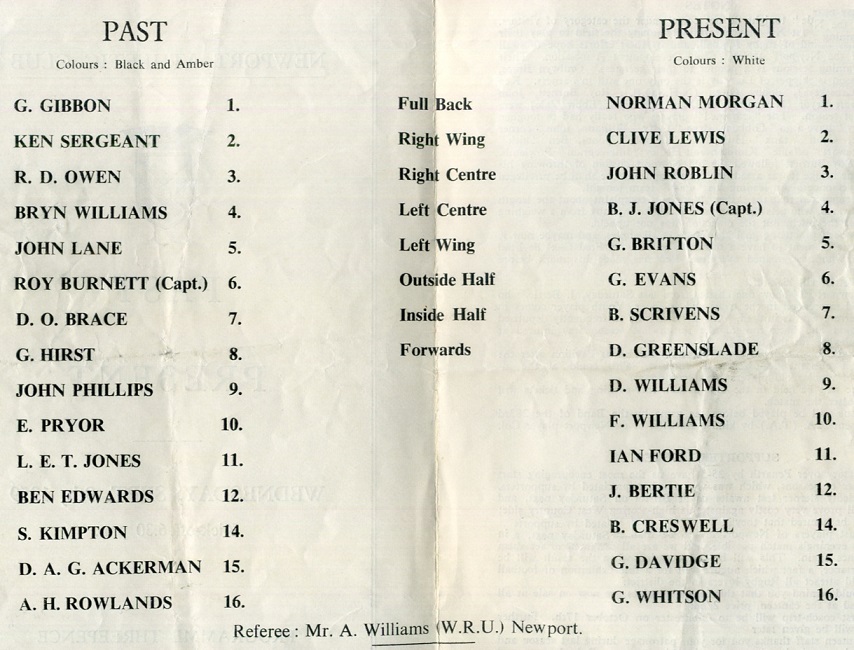 PAST PRESENT
Colours : Black and Amber Colours : White
G. GIBBON 1. Full Back NORMAN MORGAN 1.
KEN SERGEANT 2. Right Wing CLIVE LEWIS 2.
R. D. OWEN 3. Right Centre JOHN ROBLIN 3.
BRYN WILLIAMS 4. Left Centre B. J. JONES (Capt.) 4.
JOHN LANE 5. Left Wing G. BRITTON 5.
ROY BURNETT (Capt.) 6. Outside Half G. EVANS 6.
D. O. BRACE 7. Inside Half B. SCRIVENS 7.
G. HIRST 8. Forwards D. GREENSLADE 8.
JOHN PHILLIPS 9. D. WILLIAMS 9.
E. PRYOR 10. F. WILLIAMS 10.
L. E. T. JONES 11. IAN FORD 11.
BEN EDWARDS 12. J. BERTIE 12.
S. KIMPTON 14. B. CRESWELL 14.
D. A. G. ACKERMAN 15. G. DAVIDGE 15.
A. H. ROWLANDS 16. G. WHITSON 16.
Referee : Mr. A. Williams (W.R.U.) Newport.